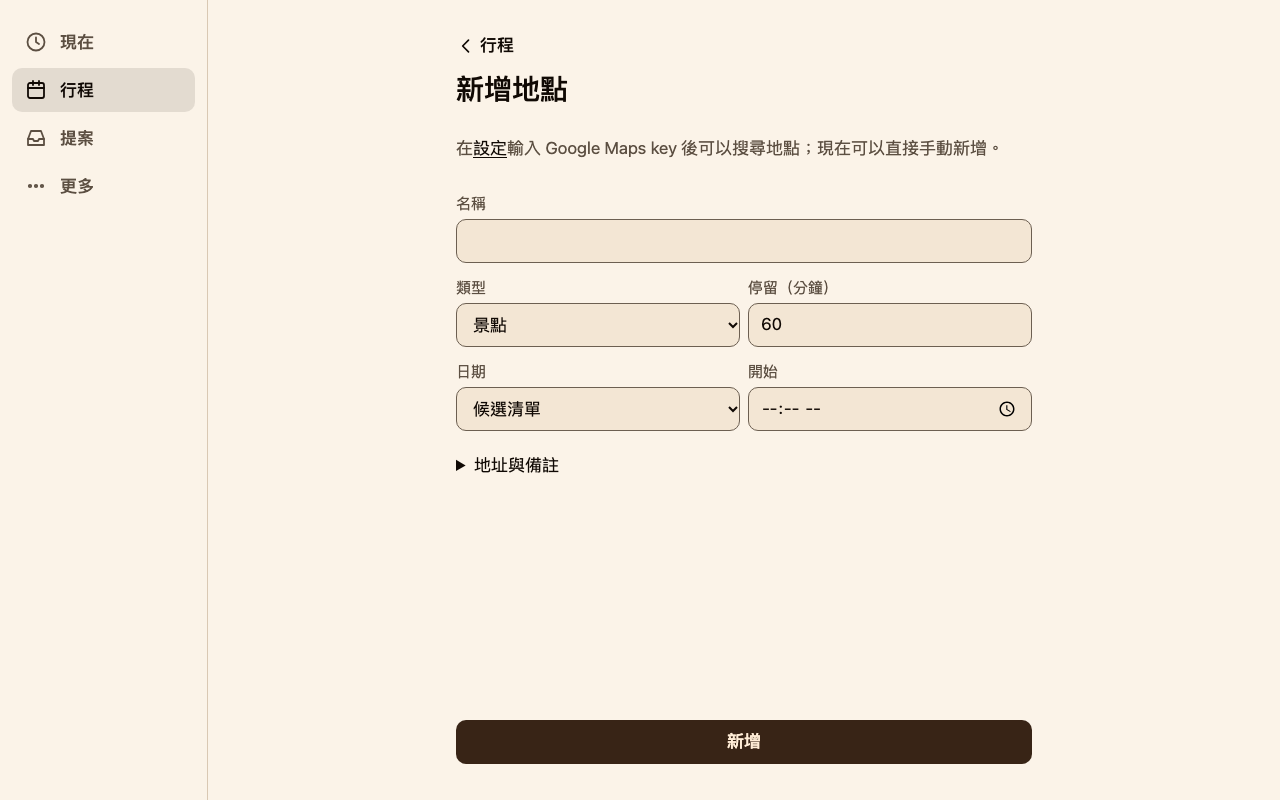 現在
行程
提案
更多
行程
新增地點
在設定輸入 Google Maps key 後可以搜尋地點；現在可以直接手動新增。
名稱
類型
停留（分鐘）
景點
60
日期
開始
候選清單
--:-- --
地址與備註
新增